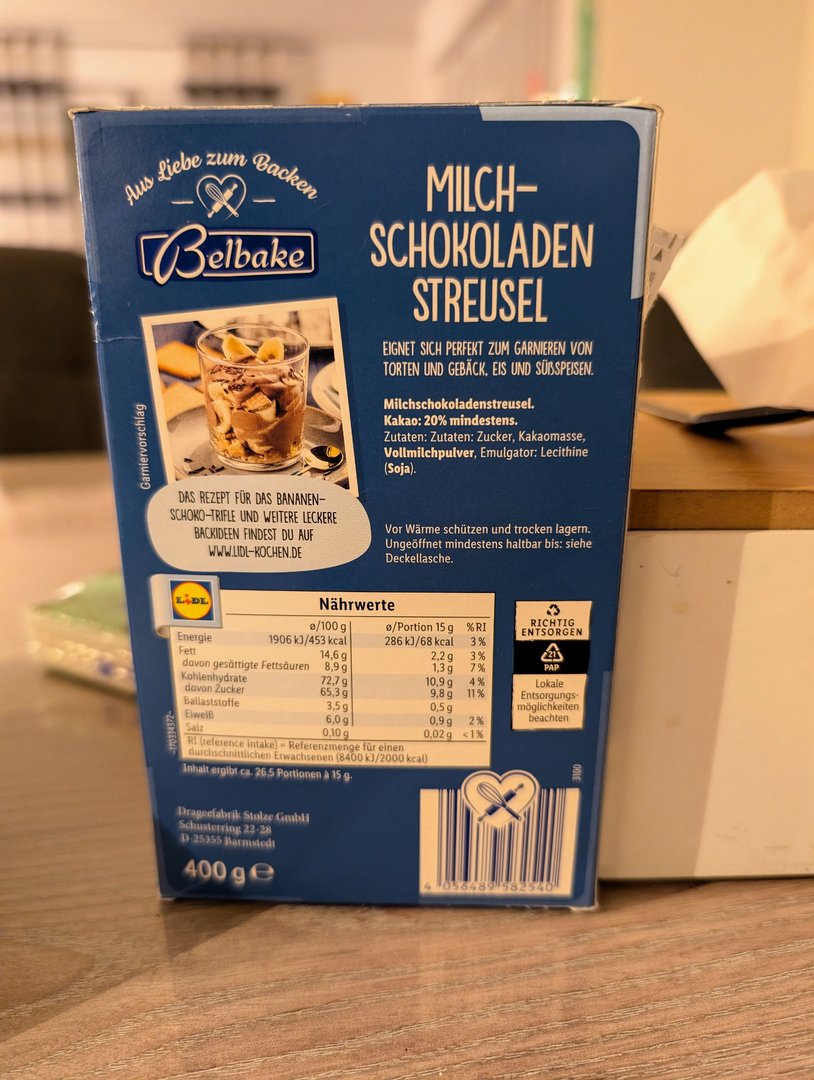 Aus Liebe zum Backen
Belbake
MILCH-
SCHOKOLADEN
STREUSEL
EIGNET SICH PERFEKT ZUM GARNIEREN VON
TORTEN UND GEBÄCK, EIS UND SÜẞSPEISEN.
Milchschokoladenstreusel.
Kakao: 20% mindestens.
Zutaten: Zutaten: Zucker, Kakaomasse,
Vollmilchpulver, Emulgator: Lecithine
(Soja).
Garniervorschlag
DAS REZEPT FÜR DAS BANANEN-
SCHOKO-TRIFLE UND WEITERE LECKERE
BACKIDEEN FINDEST DU AUF
WWW.LIDL-KOCHEN.DE
Vor Wärme schützen und trocken lagern.
Ungeöffnet mindestens haltbar bis: siehe
Deckellasche.
LIDL
Nährwerte
ø/100 g ø/Portion 15 g %RI
Energie 1906 kJ/453 kcal 286 kJ/68 kcal 3 %
Fett 14,6 g 2,2 g 3 %
davon gesättigte Fettsäuren 8,9 g 1,3 g 7 %
Kohlenhydrate 72,7 g 10,9 g 4 %
davon Zucker 65,3 g 9,8 g 11 %
Ballaststoffe 3,5 g 0,5 g
Eiweiß 6,0 g 0,9 g 2 %
Salz 0,10 g 0,02 g <1 %
RI (reference intake) = Referenzmenge für einen
durchschnittlichen Erwachsenen (8400 kJ/2000 kcal)
Inhalt ergibt ca. 26,5 Portionen à 15 g.
RICHTIG
ENTSORGEN
21
PAP
Lokale
Entsorgungs-
möglichkeiten
beachten
3100
Drageefabrik Stolze GmbH
Schusterring 22-28
D-25355 Barmstedt
400 g e
4 056489 582540